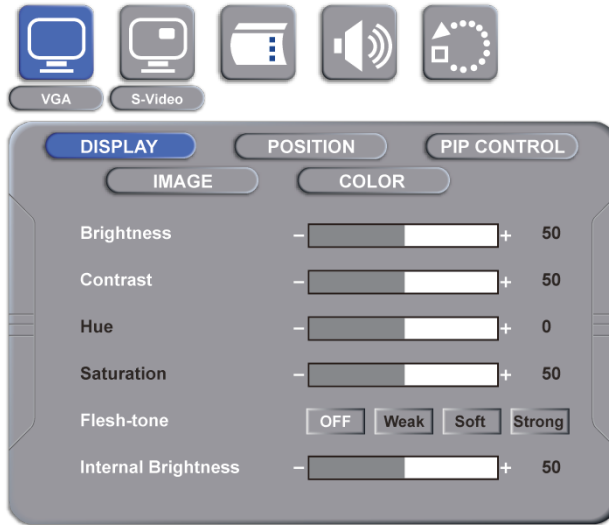 VGA S-Video
DISPLAY POSITION PIP CONTROL
IMAGE COLOR
Brightness - + 50
Contrast - + 50
Hue - + 0
Saturation - + 50
Flesh-tone OFF Weak Soft Strong
Internal Brightness - + 50